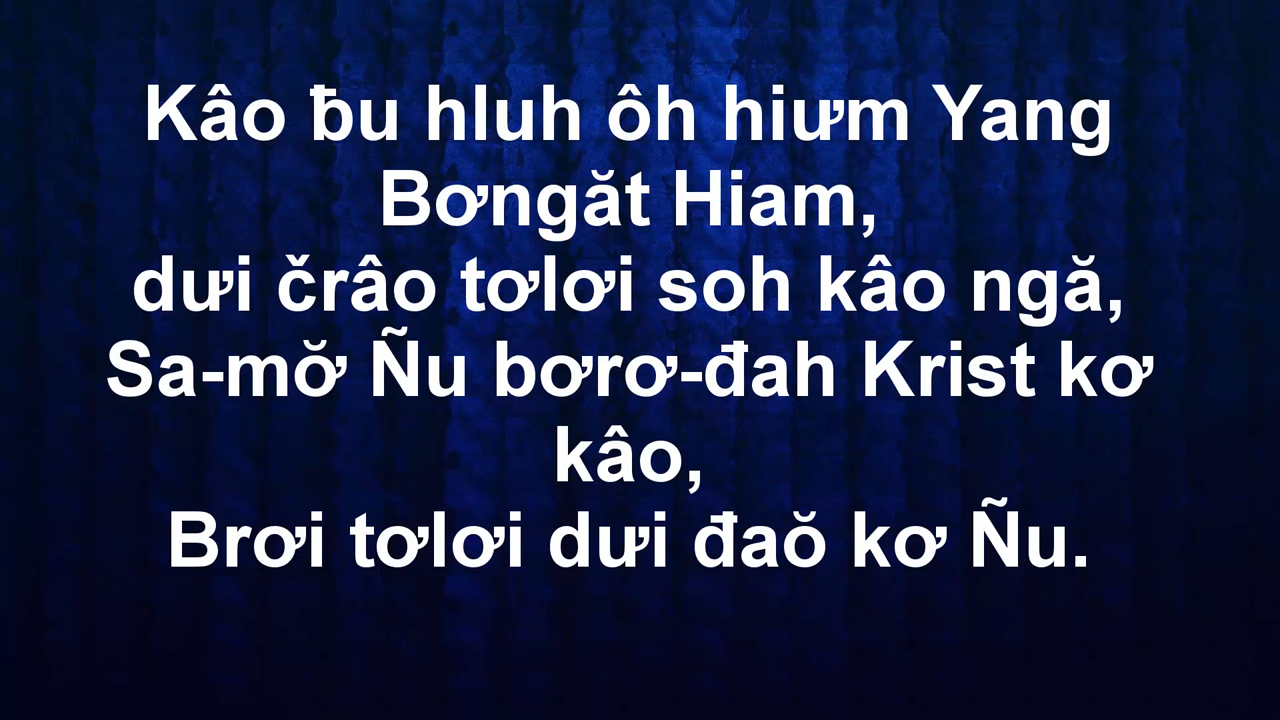 Kâo ƀu hluh ôh hiưm Yang
Bơngăt Hiam,
dưi črâo tơlơi soh kâo ngă,
Sa-mơ̆ Ñu bơrơ-đah Krist kơ
kâo,
Brơi tơlơi dưi đaŏ kơ Ñu.